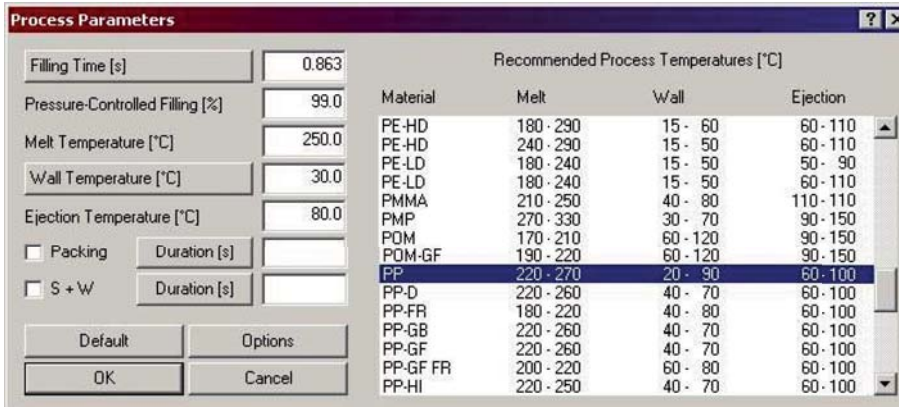 Process Parameters
Filling Time [s] 0.863
Pressure-Controlled Filling [%] 99.0
Melt Temperature [°C] 250.0
Wall Temperature [°C] 30.0
Ejection Temperature [°C] 80.0
Packing Duration [s]
S + W Duration [s]
Default Options
OK Cancel
Recommended Process Temperatures [°C]
Material Melt Wall Ejection
PE-HD 180 - 290 15 - 60 60 - 110
PE-HD 240 - 290 15 - 50 60 - 110
PE-LD 180 - 240 15 - 50 50 - 90
PE-LD 180 - 240 15 - 50 60 - 110
PMMA 210 - 250 40 - 80 110 - 110
PMP 270 - 330 30 - 70 90 - 150
POM 170 - 210 60 - 120 90 - 150
POM-GF 190 - 220 60 - 120 90 - 150
PP 220 - 270 20 - 90 60 - 100
PP-D 220 - 260 40 - 70 60 - 100
PP-FR 180 - 220 40 - 80 60 - 100
PP-GB 220 - 260 40 - 70 60 - 100
PP-GF 220 - 260 40 - 70 60 - 100
PP-GF FR 200 - 220 60 - 80 60 - 100
PP-HI 220 - 250 40 - 70 60 - 100